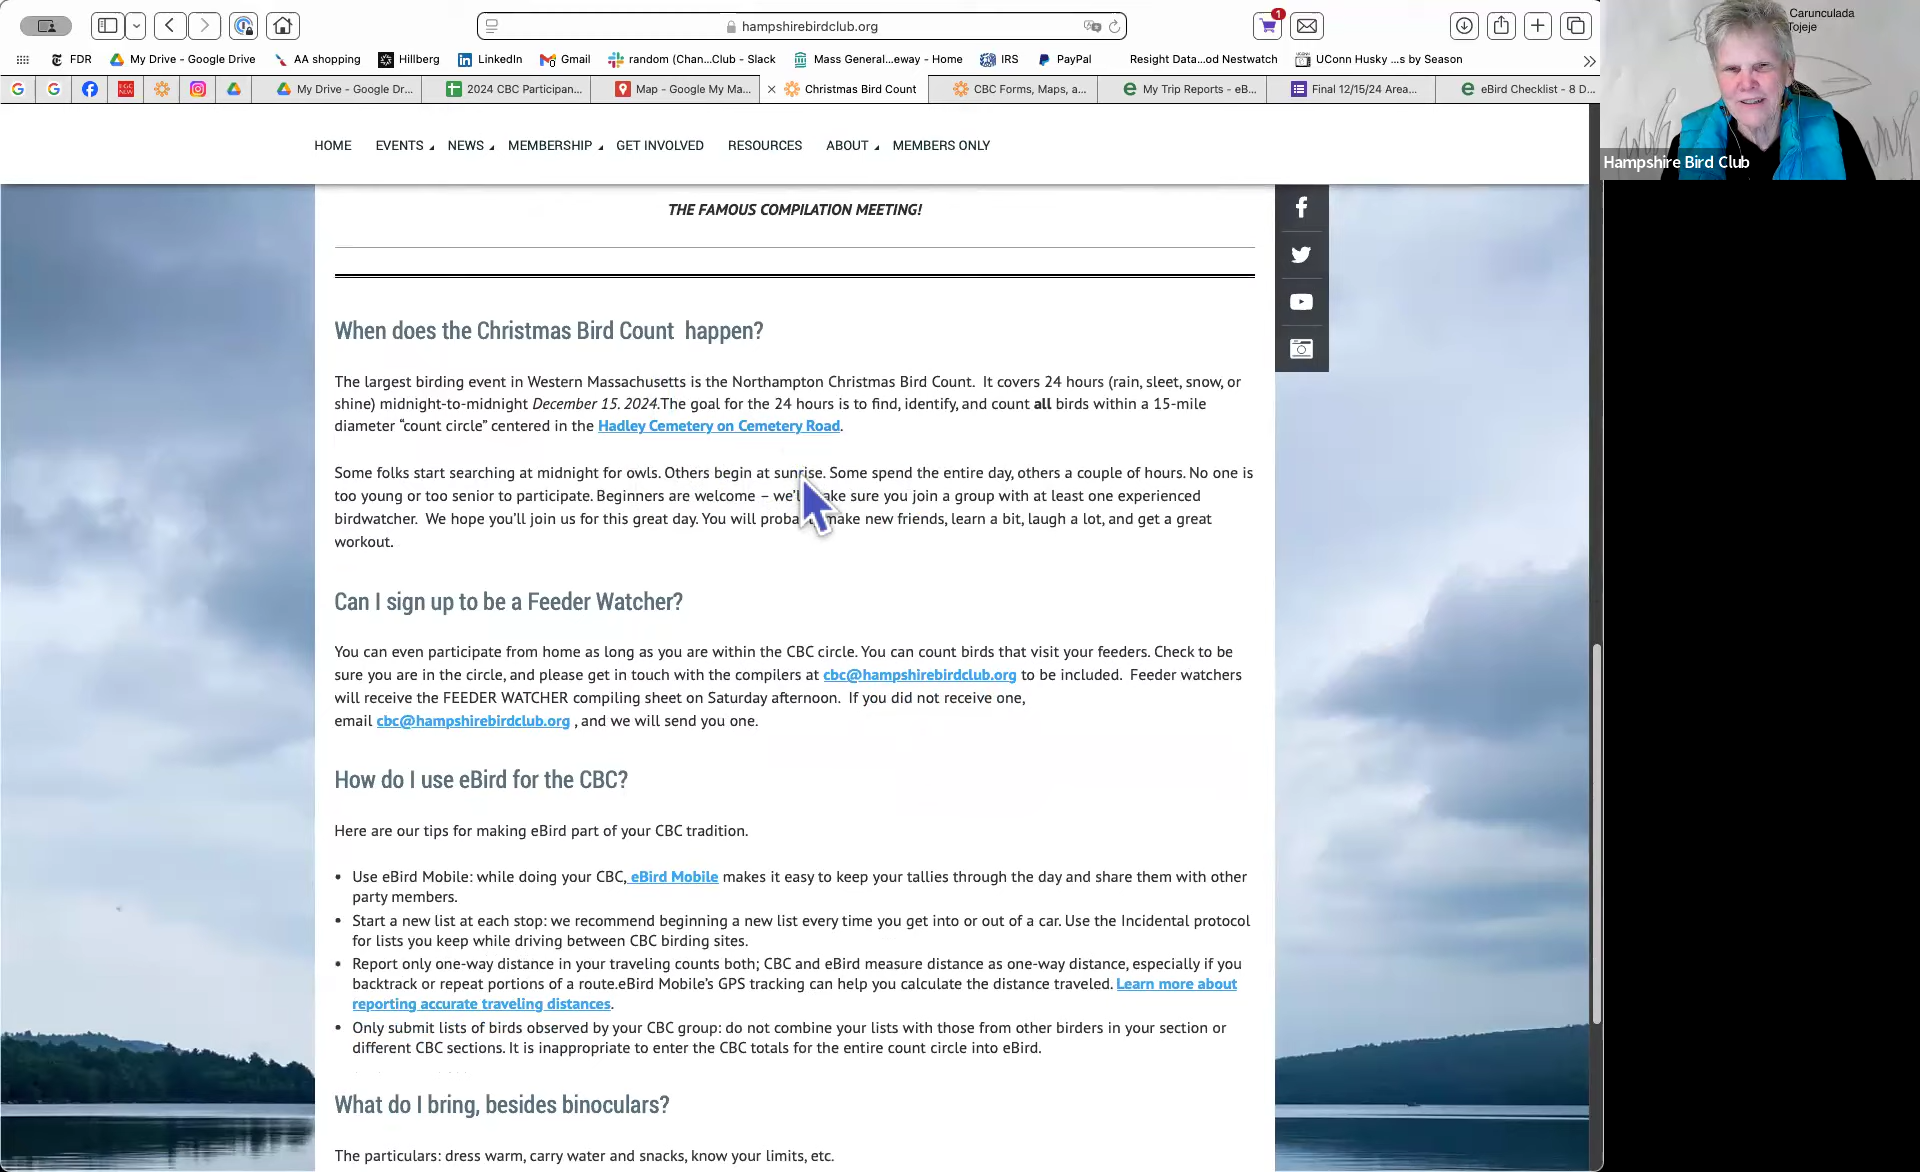 hampshirebirdclub.org
1
FDR
My Drive - Google Drive
AA shopping
Hillberg
LinkedIn
Gmail
random (Chan...Club - Slack
Mass General...eway - Home
IRS
PayPal
Resight Data...od Nestwatch
UConn Husky ...s by Season
My Drive - Google Dr...
2024 CBC Participan...
Map - Google My Ma...
Christmas Bird Count
CBC Forms, Maps, a...
My Trip Reports - eB...
Final 12/15/24 Area...
eBird Checklist - 8 D...
Carunculada
Tojeje
Hampshire Bird Club
HOME
EVENTS
NEWS
MEMBERSHIP
GET INVOLVED
RESOURCES
ABOUT
MEMBERS ONLY
THE FAMOUS COMPILATION MEETING!
When does the Christmas Bird Count happen?
The largest birding event in Western Massachusetts is the Northampton Christmas Bird Count. It covers 24 hours (rain, sleet, snow, or
shine) midnight-to-midnight December 15. 2024.The goal for the 24 hours is to find, identify, and count all birds within a 15-mile
diameter “count circle” centered in the Hadley Cemetery on Cemetery Road.
Some folks start searching at midnight for owls. Others begin at sunrise. Some spend the entire day, others a couple of hours. No one is
too young or too senior to participate. Beginners are welcome – sure you join a group with at least one experienced
birdwatcher. We hope you’ll join us for this great day. You will make new friends, learn a bit, laugh a lot, and get a great
workout.
Can I sign up to be a Feeder Watcher?
You can even participate from home as long as you are within the CBC circle. You can count birds that visit your feeders. Check to be
sure you are in the circle, and please get in touch with the compilers at cbc@hampshirebirdclub.org to be included. Feeder watchers
will receive the FEEDER WATCHER compiling sheet on Saturday afternoon. If you did not receive one,
email cbc@hampshirebirdclub.org , and we will send you one.
How do I use eBird for the CBC?
Here are our tips for making eBird part of your CBC tradition.
• Use eBird Mobile: while doing your CBC, eBird Mobile makes it easy to keep your tallies through the day and share them with other
party members.
• Start a new list at each stop: we recommend beginning a new list every time you get into or out of a car. Use the Incidental protocol
for lists you keep while driving between CBC birding sites.
• Report only one-way distance in your traveling counts both; CBC and eBird measure distance as one-way distance, especially if you
backtrack or repeat portions of a route.eBird Mobile’s GPS tracking can help you calculate the distance traveled. Learn more about
reporting accurate traveling distances.
• Only submit lists of birds observed by your CBC group: do not combine your lists with those from other birders in your section or
different CBC sections. It is inappropriate to enter the CBC totals for the entire count circle into eBird.
What do I bring, besides binoculars?
The particulars: dress warm, carry water and snacks, know your limits, etc.